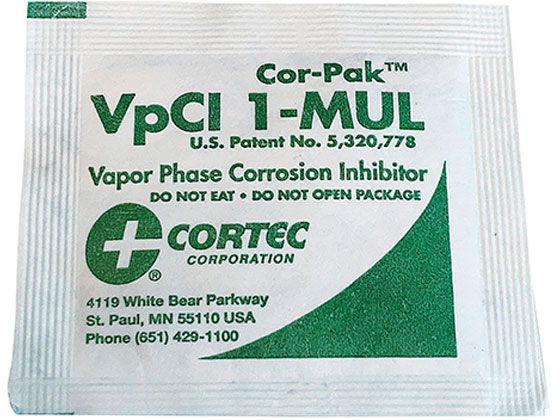 Cor-Pak™
VpCI 1-MUL
U.S. Patent No. 5,320,778
Vapor Phase Corrosion Inhibitor
DO NOT EAT • DO NOT OPEN PACKAGE
CORTEC
®
CORPORATION
4119 White Bear Parkway
St. Paul, MN 55110 USA
Phone (651) 429-1100